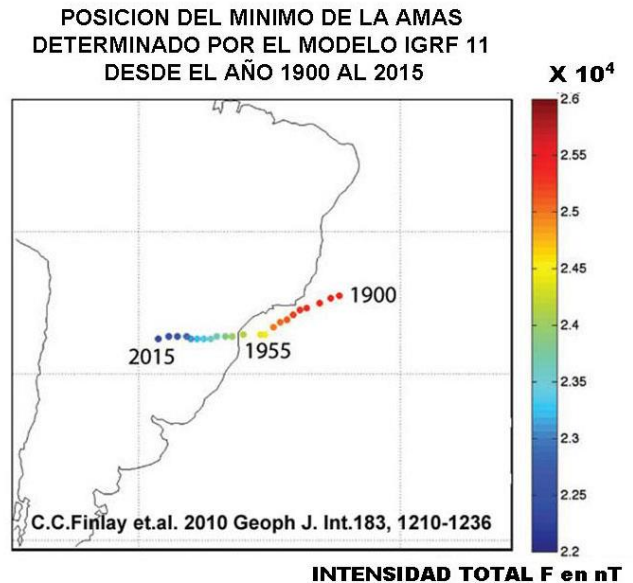 POSICION DEL MINIMO DE LA AMAS
DETERMINADO POR EL MODELO IGRF 11
DESDE EL AÑO 1900 AL 2015
X 10⁴
2.6
2.55
2.5
2.45
2.4
2.35
2.3
2.25
2.2
1900
1955
2015
C.C.Finlay et.al. 2010 Geoph J. Int.183, 1210-1236
INTENSIDAD TOTAL F en nT